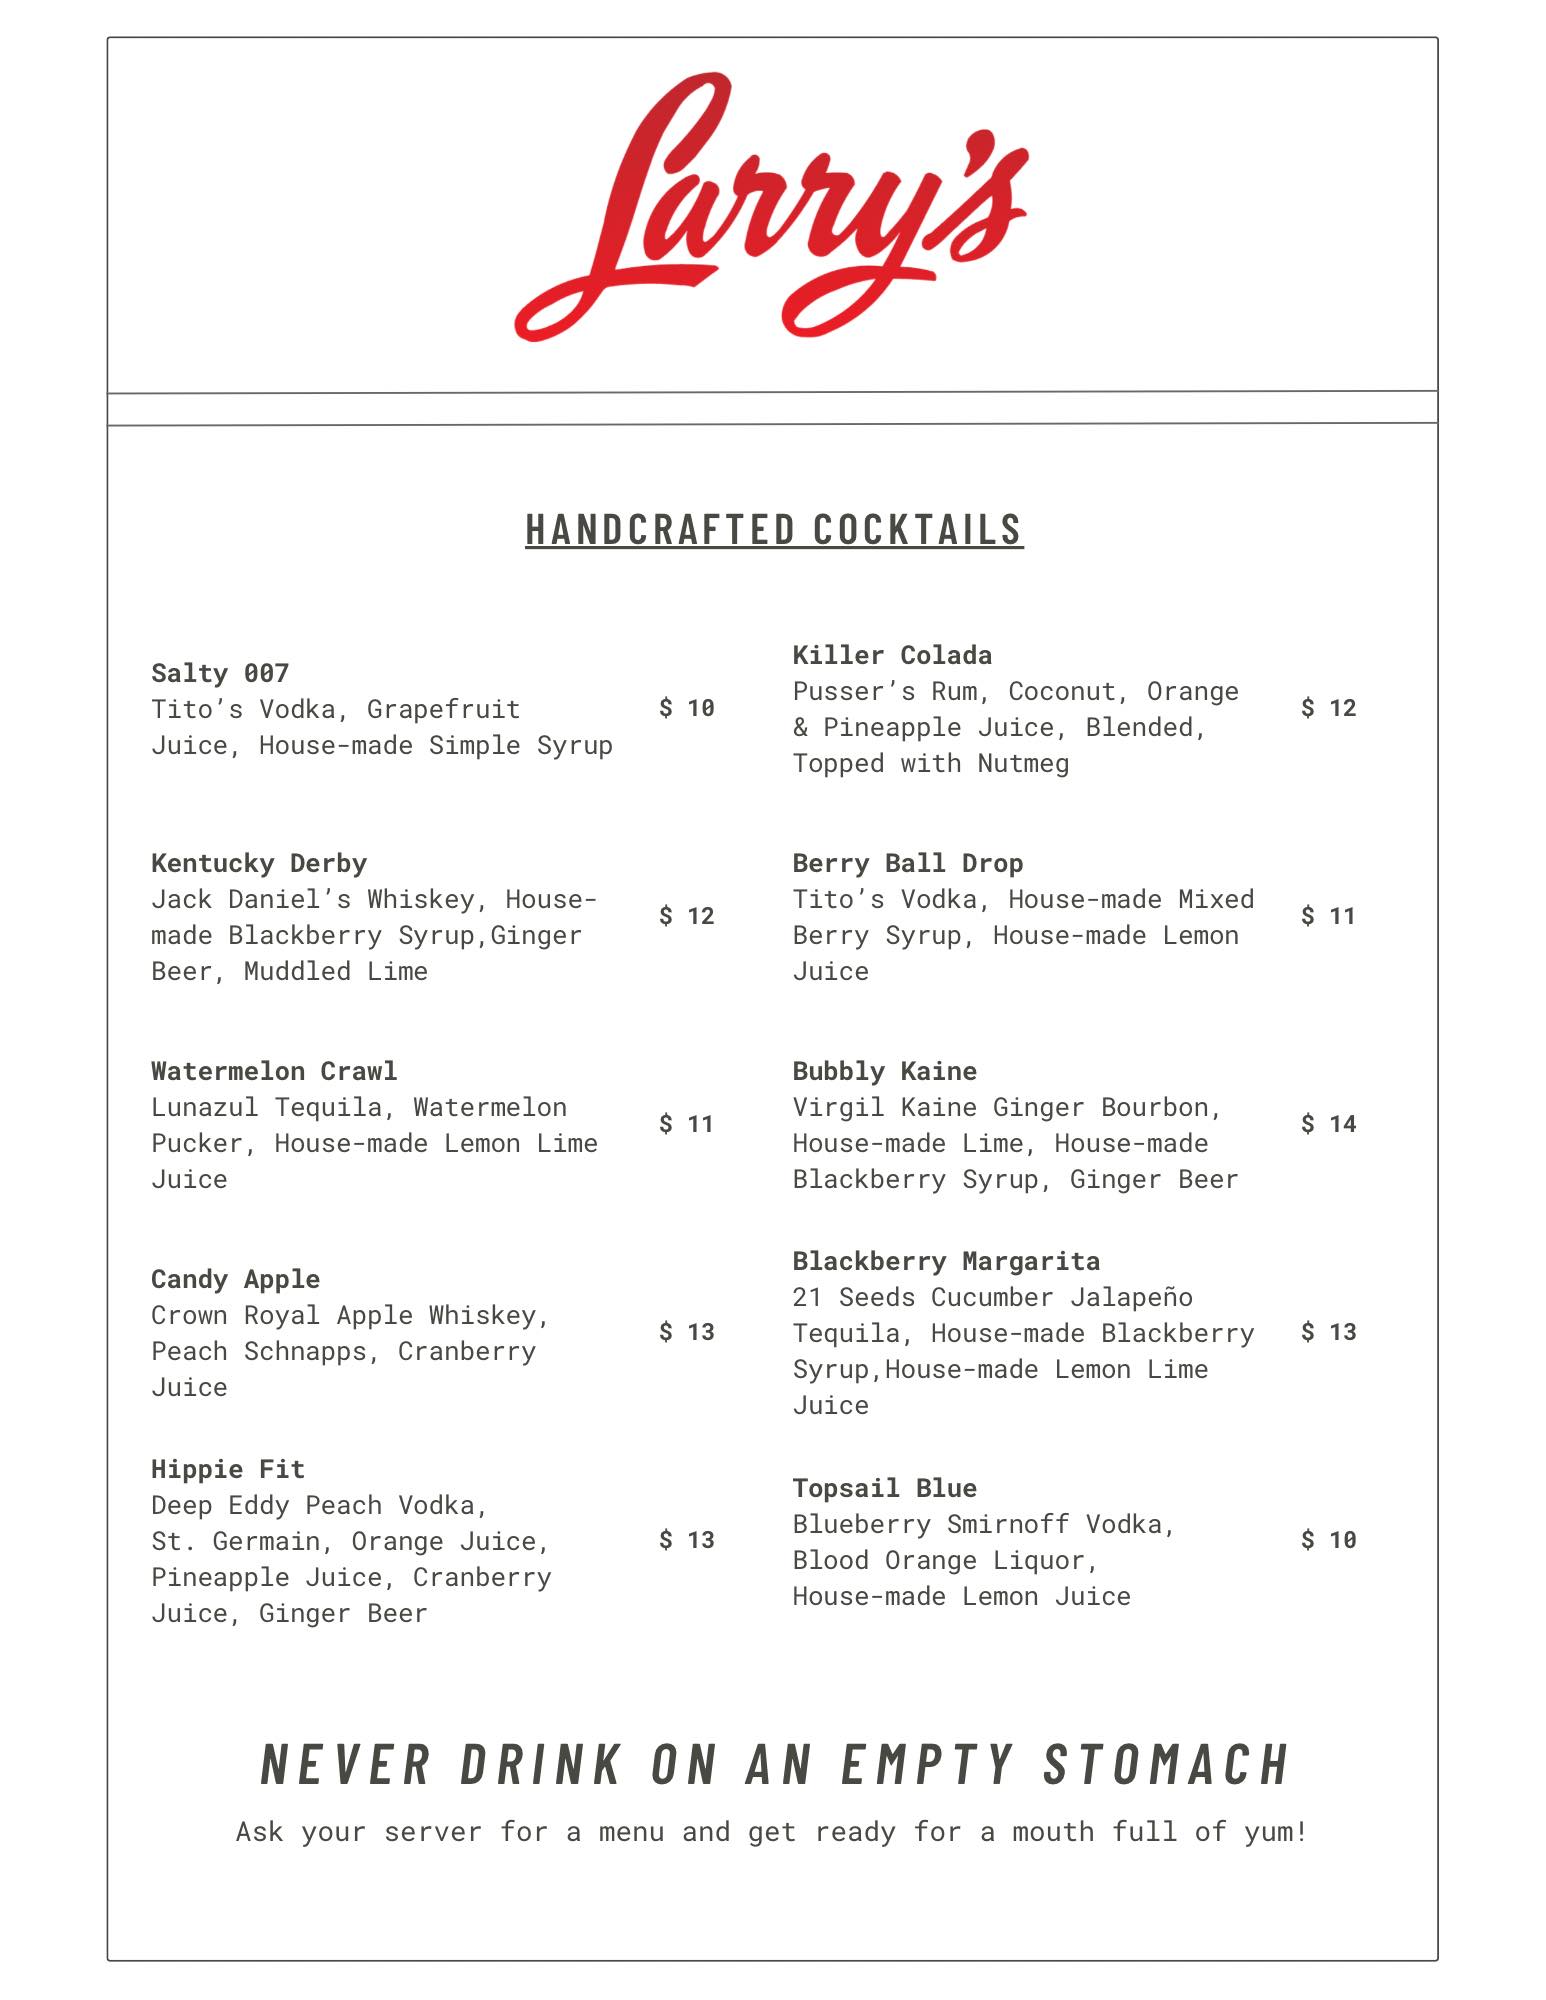 Larry's
HANDCRAFTED COCKTAILS
Salty 007
Tito’s Vodka, Grapefruit
Juice, House-made Simple Syrup
$ 10
Kentucky Derby
Jack Daniel’s Whiskey, House-
made Blackberry Syrup,Ginger
Beer, Muddled Lime
$ 12
Watermelon Crawl
Lunazul Tequila, Watermelon
Pucker, House-made Lemon Lime
Juice
$ 11
Candy Apple
Crown Royal Apple Whiskey,
Peach Schnapps, Cranberry
Juice
$ 13
Hippie Fit
Deep Eddy Peach Vodka,
St. Germain, Orange Juice,
Pineapple Juice, Cranberry
Juice, Ginger Beer
$ 13
Killer Colada
Pusser’s Rum, Coconut, Orange
& Pineapple Juice, Blended,
Topped with Nutmeg
$ 12
Berry Ball Drop
Tito’s Vodka, House-made Mixed
Berry Syrup, House-made Lemon
Juice
$ 11
Bubbly Kaine
Virgil Kaine Ginger Bourbon,
House-made Lime, House-made
Blackberry Syrup, Ginger Beer
$ 14
Blackberry Margarita
21 Seeds Cucumber Jalapeño
Tequila, House-made Blackberry
Syrup,House-made Lemon Lime
Juice
$ 13
Topsail Blue
Blueberry Smirnoff Vodka,
Blood Orange Liquor,
House-made Lemon Juice
$ 10
NEVER DRINK ON AN EMPTY STOMACH
Ask your server for a menu and get ready for a mouth full of yum!